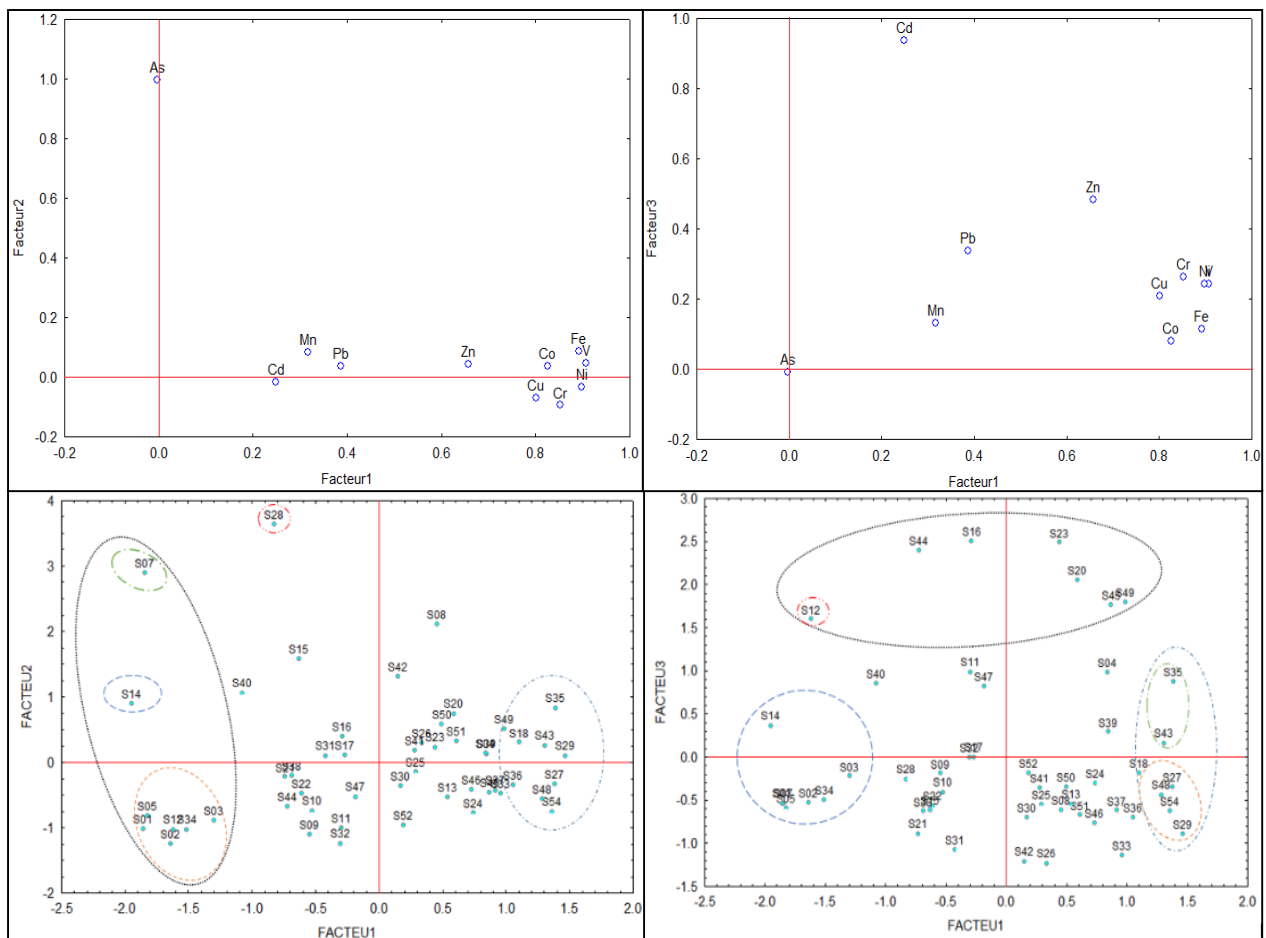 1.2
1.0
0.8
0.6
0.4
0.2
0.0
-0.2
-0.2 0.0 0.2 0.4 0.6 0.8 1.0
Facteur2
Facteur1
As
Mn
Cd
Pb
Zn
Co
Fe
V
Ni
Cu
Cr
1.0
0.8
0.6
0.4
0.2
0.0
-0.2
-0.2 0.0 0.2 0.4 0.6 0.8 1.0
Facteur3
Facteur1
Cd
Zn
Pb
Mn
As
Cr
Cu
Co
Fe
4
3
2
1
0
-1
-2
-2.5 -2.0 -1.5 -1.0 -0.5 0.0 0.5 1.0 1.5 2.0
FACTEU2
FACTEU1
S28
S07
S08
S15
S42
S40
S14
S35
S20
S50
S49
S16
S51
S18
S43
S23
S31
S17
S29
S25
S30
S46
S36
S27
S22
S47
S44
S10
S13
S24
S48
S54
S05
S01
S02
S03
S52
S11
S09
S32
3.0
2.5
2.0
1.5
1.0
0.5
0.0
-0.5
-1.0
-1.5
-2.5 -2.0 -1.5 -1.0 -0.5 0.0 0.5 1.0 1.5 2.0
FACTEU3
FACTEU1
S44
S16
S23
S20
S49
S12
S11
S47
S40
S04
S35
S39
S14
S43
S03
S28
S09
S10
S52
S41
S50
S24
S18
S27
S48
S02
S34
S25
S13
S30
S08
S51
S46
S37
S36
S54
S29
S21
S31
S42
S26
S33